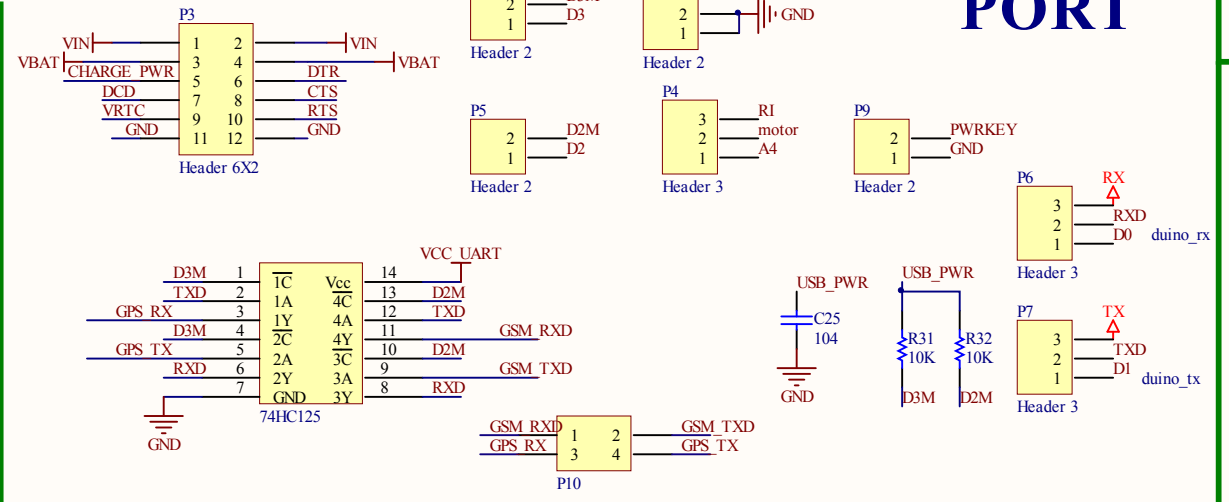 PORT
P3
VIN 1 2 VIN
VBAT 3 4 VBAT
CHARGE_PWR 5 6 DTR
DCD 7 8 CTS
VRTC 9 10 RTS
GND 11 12 GND
Header 6X2
2
1 D3
Header 2
2 GND
1
Header 2
P5
2 D2M
1 D2
Header 2
P4
3 RI
2 motor
1 A4
Header 3
P9
2 PWRKEY
1 GND
Header 2
P6
RX
3
2 RXD
1 D0 duino_rx
Header 3
VCC_UART
D3M 1 1C Vcc 14
TXD 2 1A 4C 13 D2M
GPS_RX 3 1Y 4A 12 TXD
D3M 4 2C 4Y 11 GSM_RXD
GPS_TX 5 2A 3C 10 D2M
RXD 6 2Y 3A 9 GSM_TXD
7 GND 3Y 8 RXD
74HC125
GND
USB_PWR
C25
104
GND
USB_PWR
R31 R32
10K 10K
D3M D2M
P7
TX
3
2 TXD
1 D1 duino_tx
Header 3
GSM_RXD 1 2 GSM_TXD
GPS_RX 3 4 GPS_TX
P10